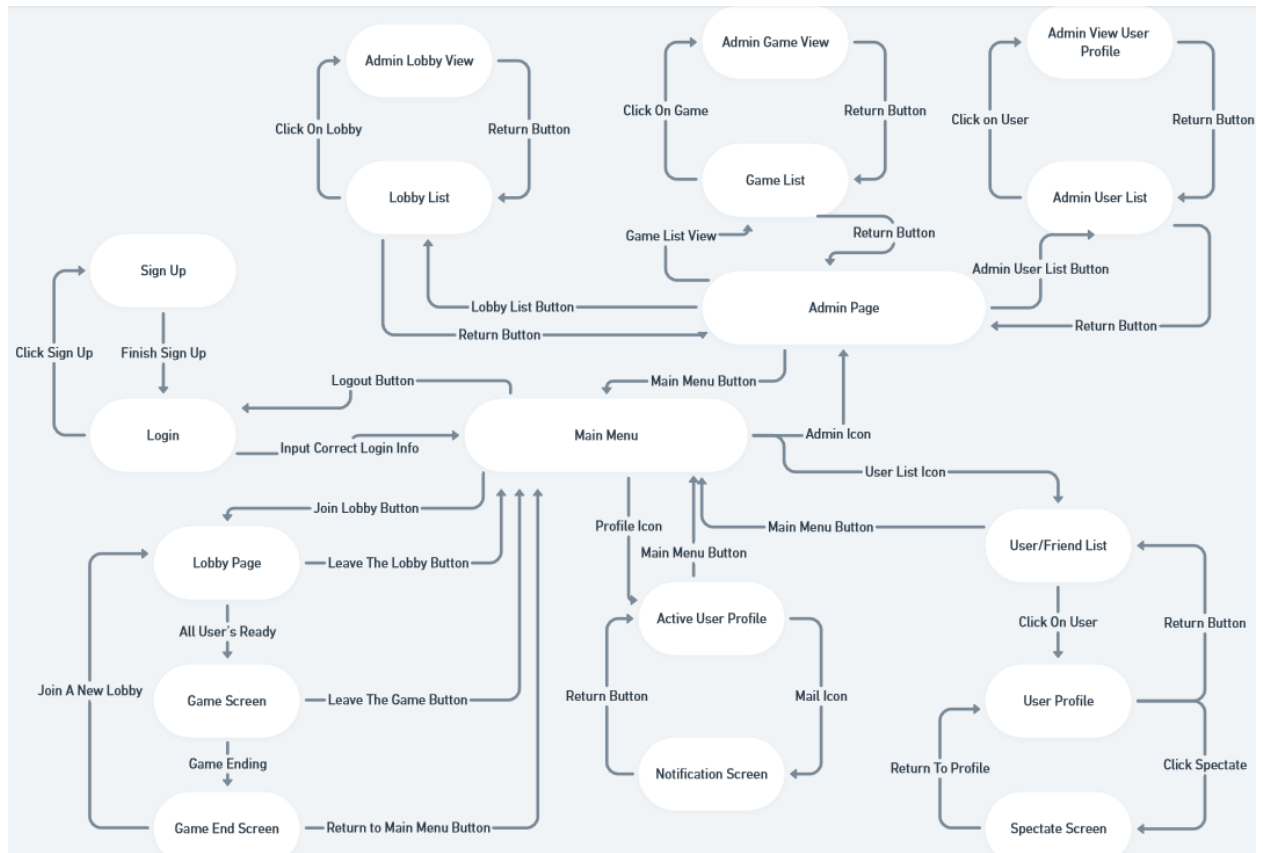 Admin Lobby View
Admin Game View
Admin View User
Profile
Click On Lobby
Return Button
Click On Game
Return Button
Click on User
Return Button
Lobby List
Game List
Admin User List
Game List View
Return Button
Admin User List Button
Sign Up
Lobby List Button
Admin Page
Return Button
Return Button
Click Sign Up
Finish Sign Up
Logout Button
Main Menu Button
Login
Input Correct Login Info
Main Menu
Admin Icon
User List Icon
Join Lobby Button
Profile Icon
Main Menu Button
Main Menu Button
User/Friend List
Lobby Page
Leave The Lobby Button
Active User Profile
Click On User
Return Button
All User's Ready
Join A New Lobby
Game Screen
Leave The Game Button
Return Button
Mail Icon
User Profile
Game Ending
Notification Screen
Return To Profile
Click Spectate
Game End Screen
Return to Main Menu Button
Spectate Screen